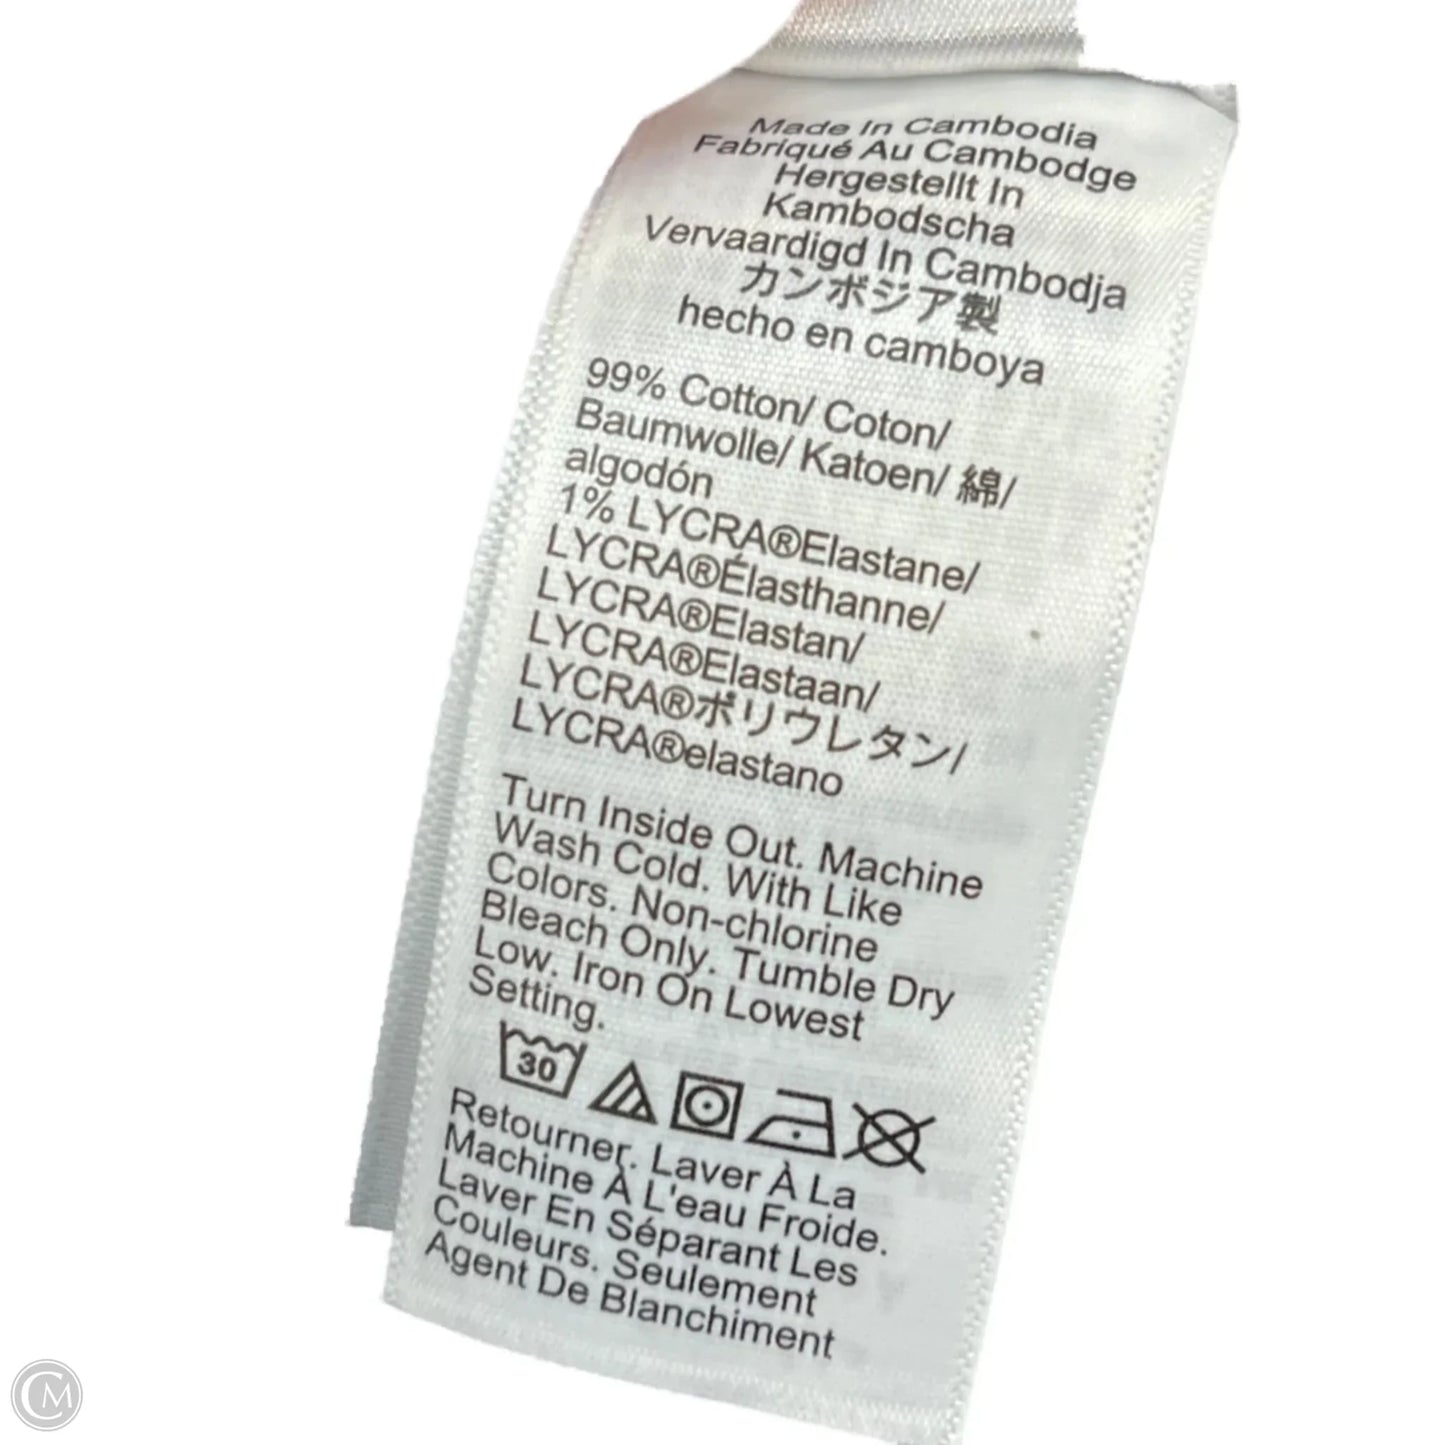 Made In Cambodia
Fabriqué Au Cambodge
Hergestellt In
Kambodscha
Vervaardigd In Cambodja
カンボジア製
hecho en camboya
99% Cotton/ Coton/
Baumwolle/ Katoen/ 綿/
algodón
1% LYCRA®Elastane/
LYCRA®Élasthanne/
LYCRA®Elastan/
LYCRA®Elastaan/
LYCRA®ポリウレタン/
LYCRA®elastano
Turn Inside Out. Machine
Wash Cold. With Like
Colors. Non-chlorine
Bleach Only. Tumble Dry
Low. Iron On Lowest
Setting.
30
Retourner. Laver À La
Machine À L'eau Froide.
Laver En Séparant Les
Couleurs. Seulement
Agent De Blanchiment
CM